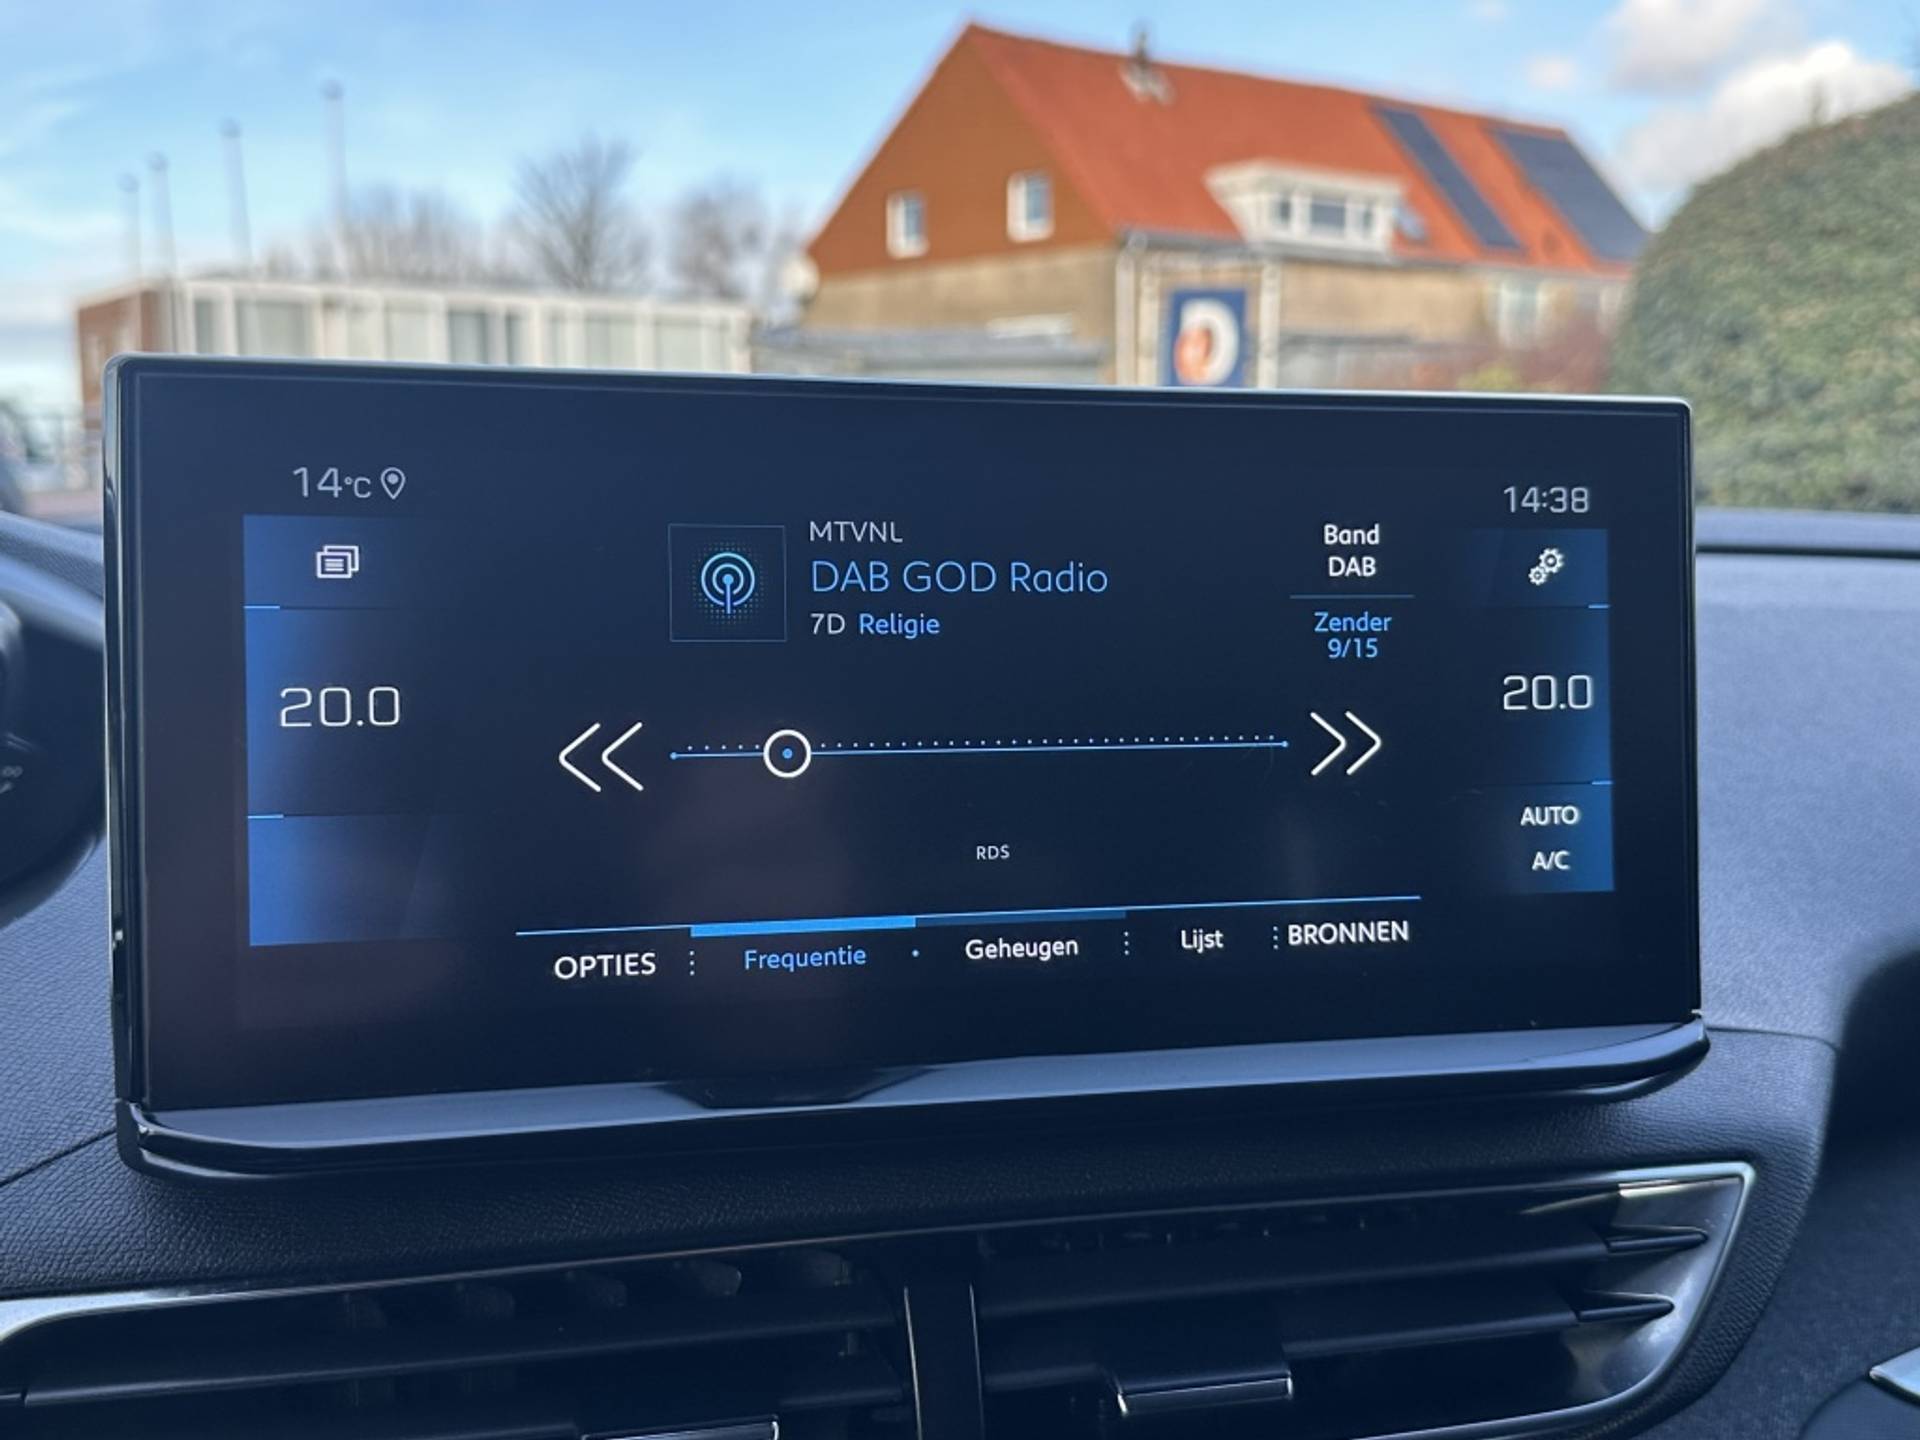 14°C
14:38
MTVNL
DAB GOD Radio
7D Religie
Band
DAB
Zender
9/15
20.0
20.0
AUTO
A/C
RDS
OPTIES
Frequentie
Geheugen
Lijst
BRONNEN